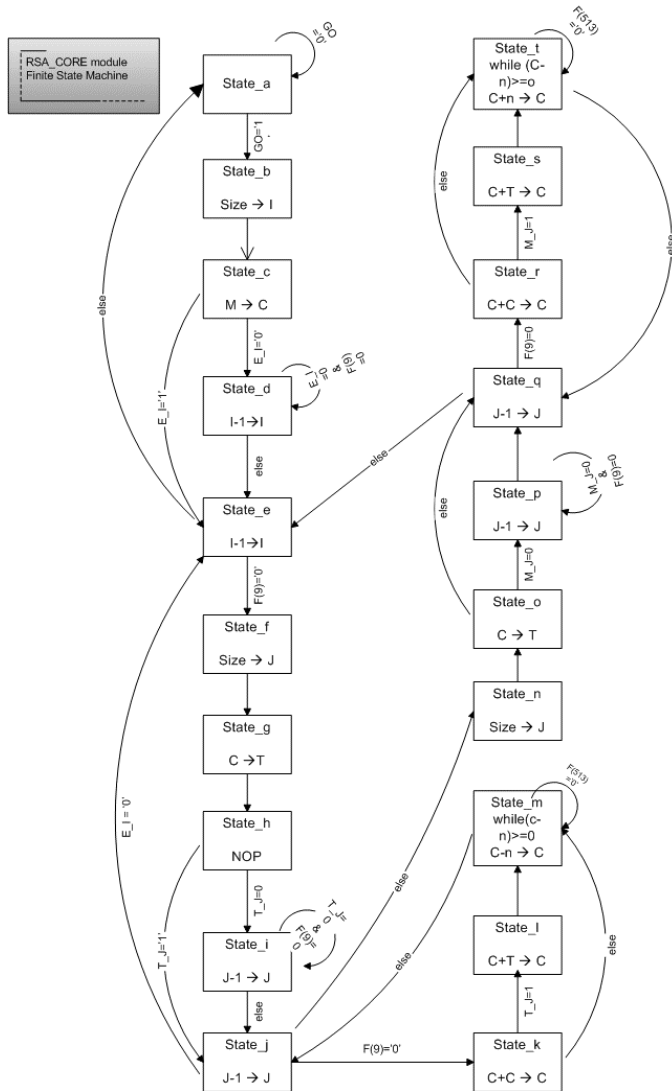 RSA_CORE module
Finite State Machine
GO
='0'
State_a
GO='1
'
State_b
Size → I
State_c
M → C
E_I='0'
E_I='1'
else
State_d
I-1→I
E_I
=0
&
F(9)
=0
else
State_e
I-1→I
F(9)='0'
State_f
Size → J
State_g
C → T
State_h
NOP
T_J=0
T_J='1'
E_I = '0'
State_i
J-1 → J
T_J=
0
&
F(9)=
0
else
State_j
J-1 → J
F(9)='0'
else
else
else
F(513)
='0'
State_t
while (C-
n)>=o
C+n → C
State_s
C+T → C
M_J=1
else
else
State_r
C+C → C
F(9)=0
State_q
J-1 → J
State_p
J-1 → J
F(9)=0
&
M_J=0
M_J=0
else
State_o
C → T
State_n
Size → J
F(513)
='0'
State_m
while(c-
n)>=0
C-n → C
State_l
C+T → C
T_J=1
else
State_k
C+C → C